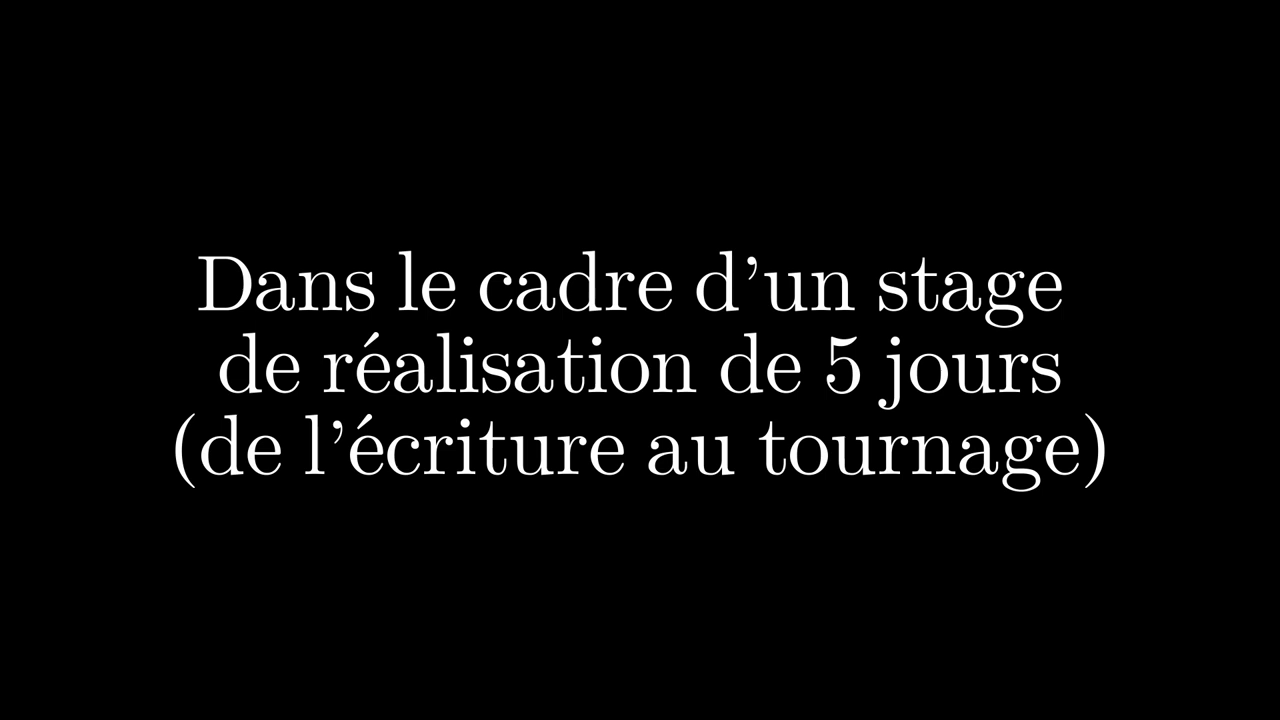 Dans le cadre d'un stage
de réalisation de 5 jours
(de l'écriture au tournage)